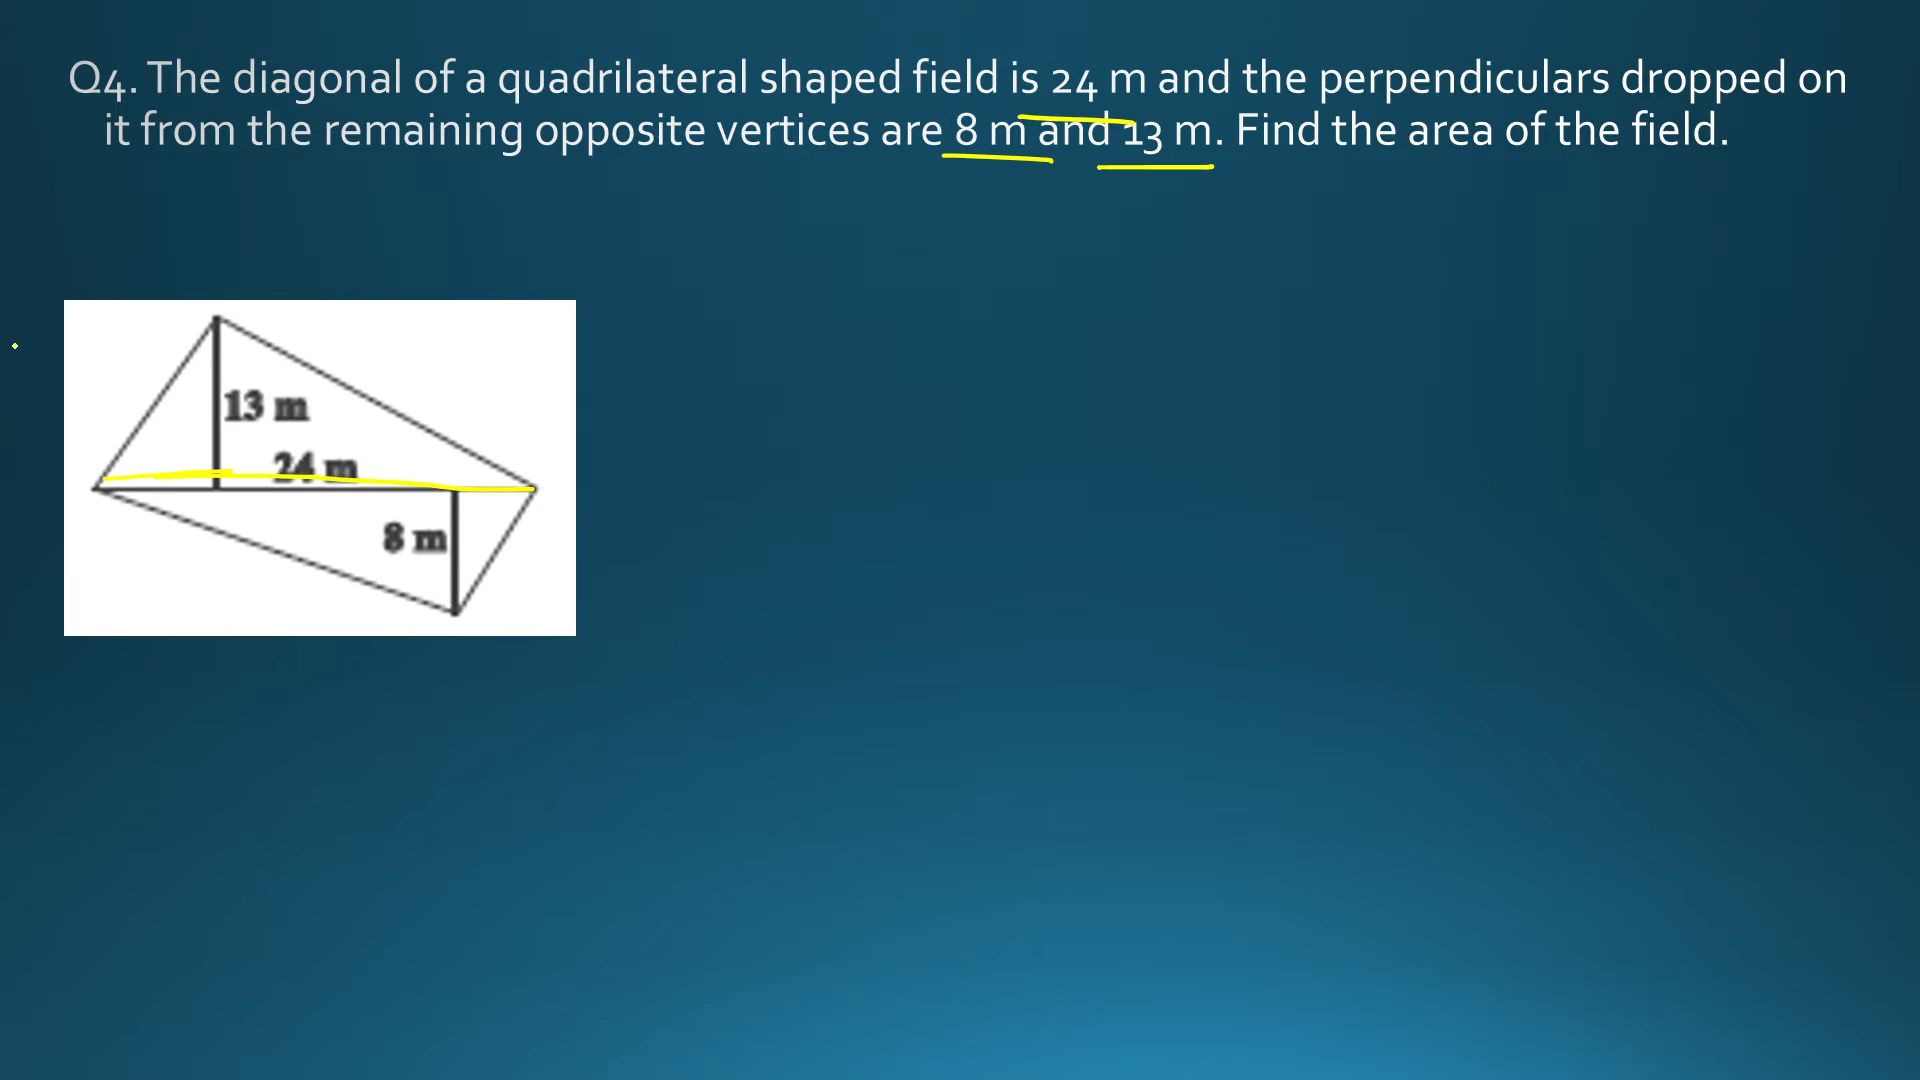 Q4. The diagonal of a quadrilateral shaped field is 24 m and the perpendiculars dropped on
it from the remaining opposite vertices are 8 m and 13 m. Find the area of the field.
13 m
24 m
8 m